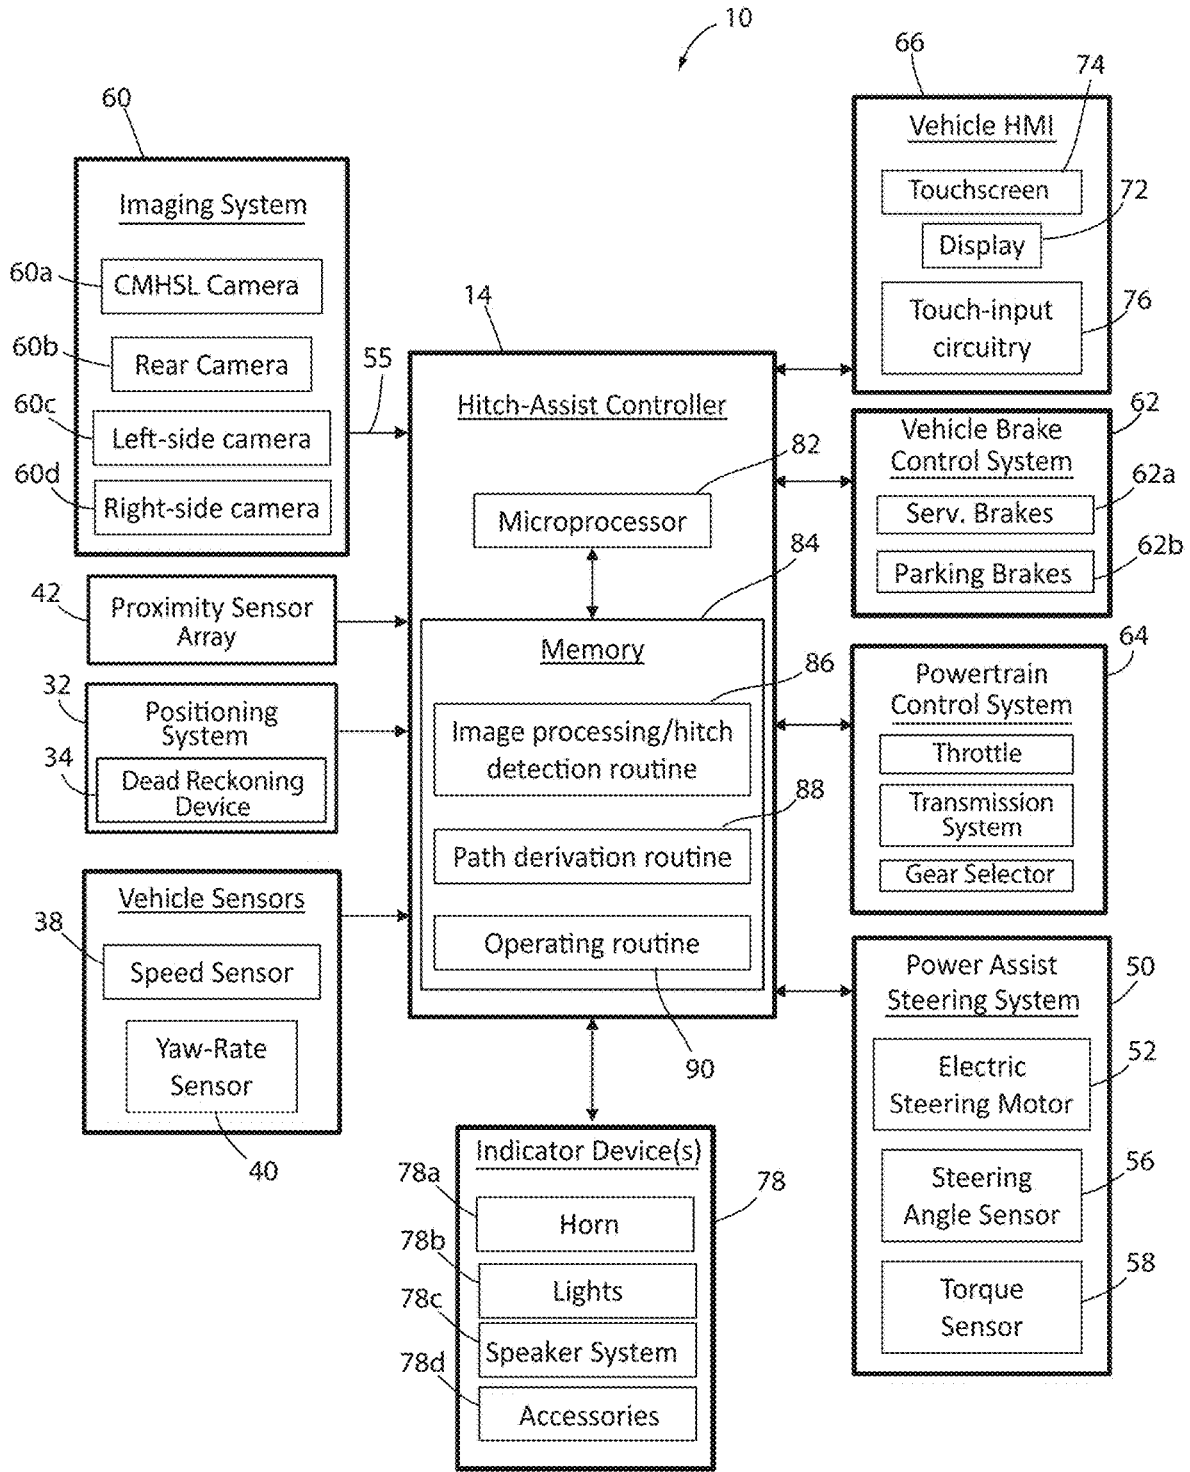 10
60
Imaging System
60a
CMHSL Camera
60b
Rear Camera
60c
Left-side camera
60d
Right-side camera
55
42
Proximity Sensor
Array
32
Positioning
System
34
Dead Reckoning
Device
Vehicle Sensors
38
Speed Sensor
Yaw-Rate
Sensor
40
14
Hitch-Assist Controller
82
Microprocessor
84
Memory
86
Image processing/hitch
detection routine
88
Path derivation routine
Operating routine
90
Indicator Device(s)
78
78a
Horn
78b
Lights
78c
Speaker System
78d
Accessories
66
74
Vehicle HMI
Touchscreen
72
Display
76
Touch-input
circuitry
62
Vehicle Brake
Control System
62a
Serv. Brakes
62b
Parking Brakes
64
Powertrain
Control System
Throttle
Transmission
System
Gear Selector
Power Assist
Steering System
50
Electric
Steering Motor
52
Steering
Angle Sensor
56
Torque
Sensor
58